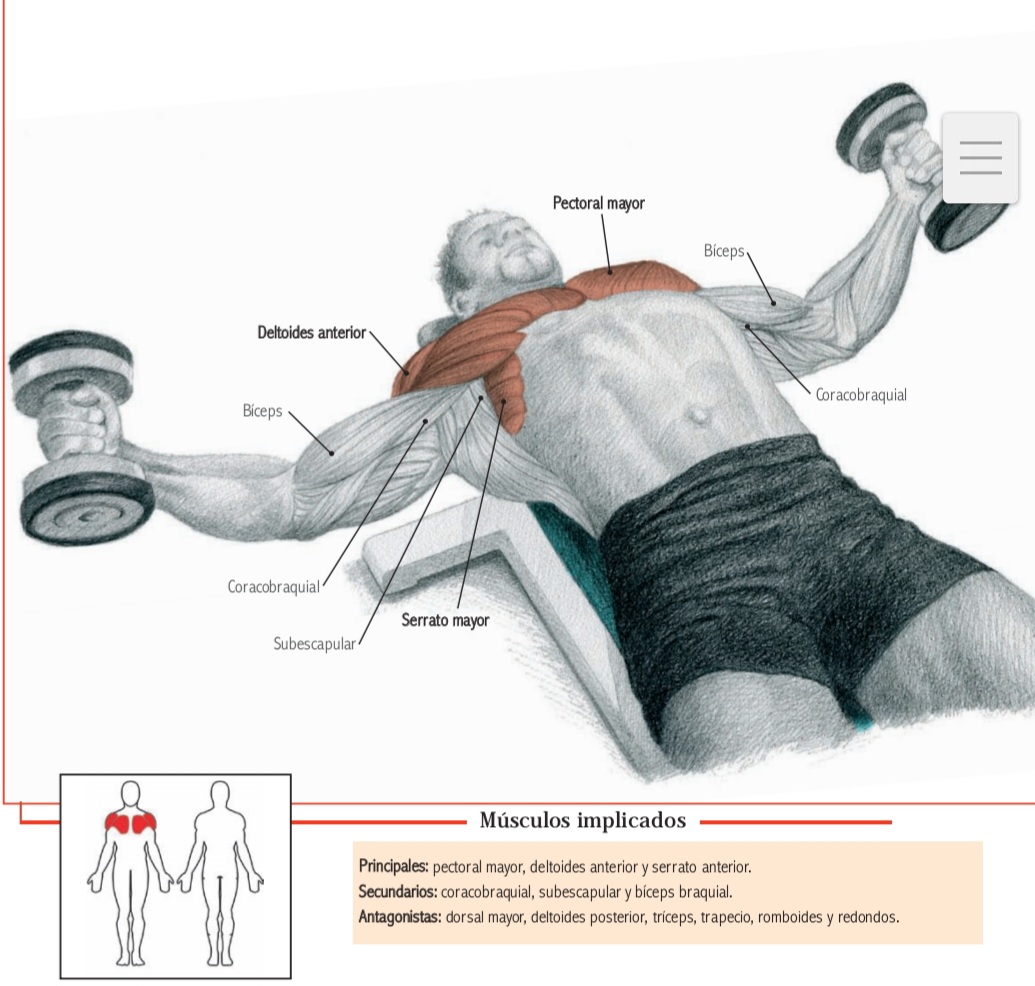 Pectoral mayor
Bíceps
Deltoides anterior
Coracobraquial
Bíceps
Coracobraquial
Serrato mayor
Subescapular
Músculos implicados
Principales: pectoral mayor, deltoides anterior y serrato anterior.
Secundarios: coracobraquial, subescapular y bíceps braquial.
Antagonistas: dorsal mayor, deltoides posterior, tríceps, trapecio, romboides y redondos.